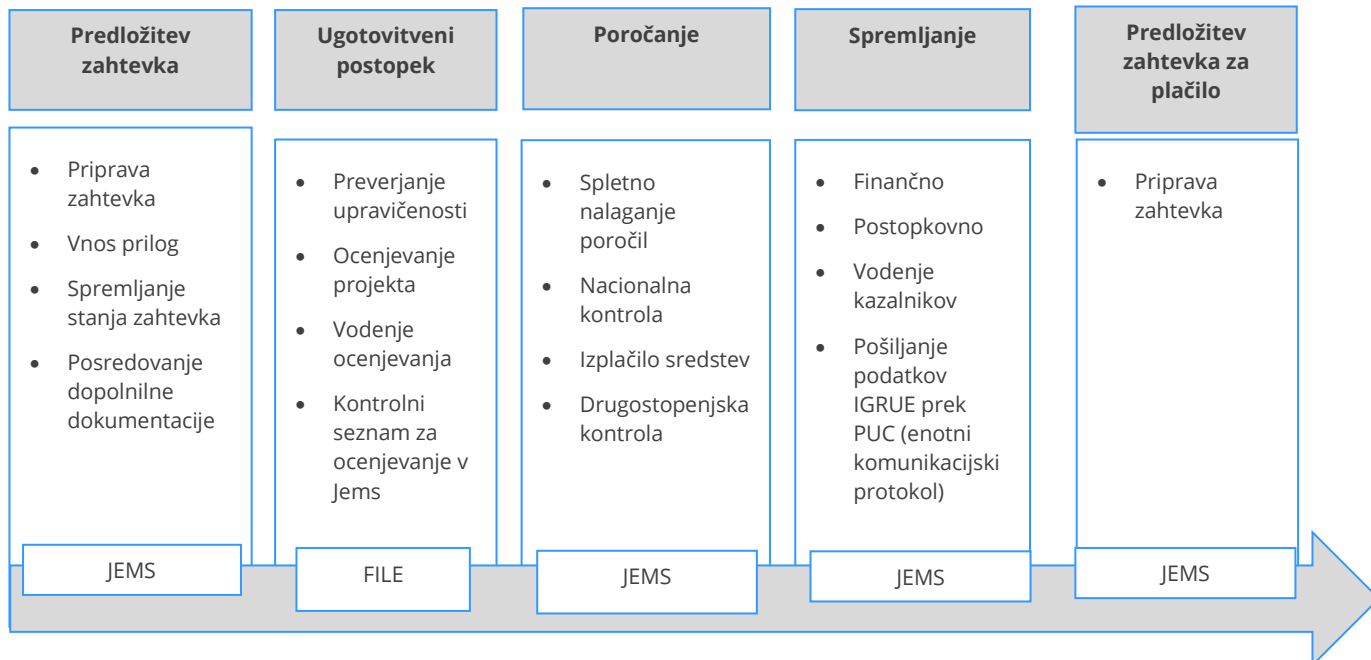 Predložitev
zahtevka
Ugotovitveni
postopek
Poročanje
Spremljanje
Predložitev
zahtevka za
plačilo
• Priprava
zahtevka
• Vnos prilog
• Spremljanje
stanja zahtevka
• Posredovanje
dopolnilne
dokumentacije
• Preverjanje
upravičenosti
• Ocenjevanje
projekta
• Vodenje
ocenjevanja
• Kontrolni
seznam za
ocenjevanje v
Jems
• Spletno
nalaganje
poročil
• Nacionalna
kontrola
• Izplačilo sredstev
• Drugostopenjska
kontrola
• Finančno
• Postopkovno
• Vodenje
kazalnikov
• Pošiljanje
podatkov
IGRUE prek
PUC (enotni
komunikacijski
protokol)
• Priprava
zahtevka
JEMS
FILE
JEMS
JEMS
JEMS